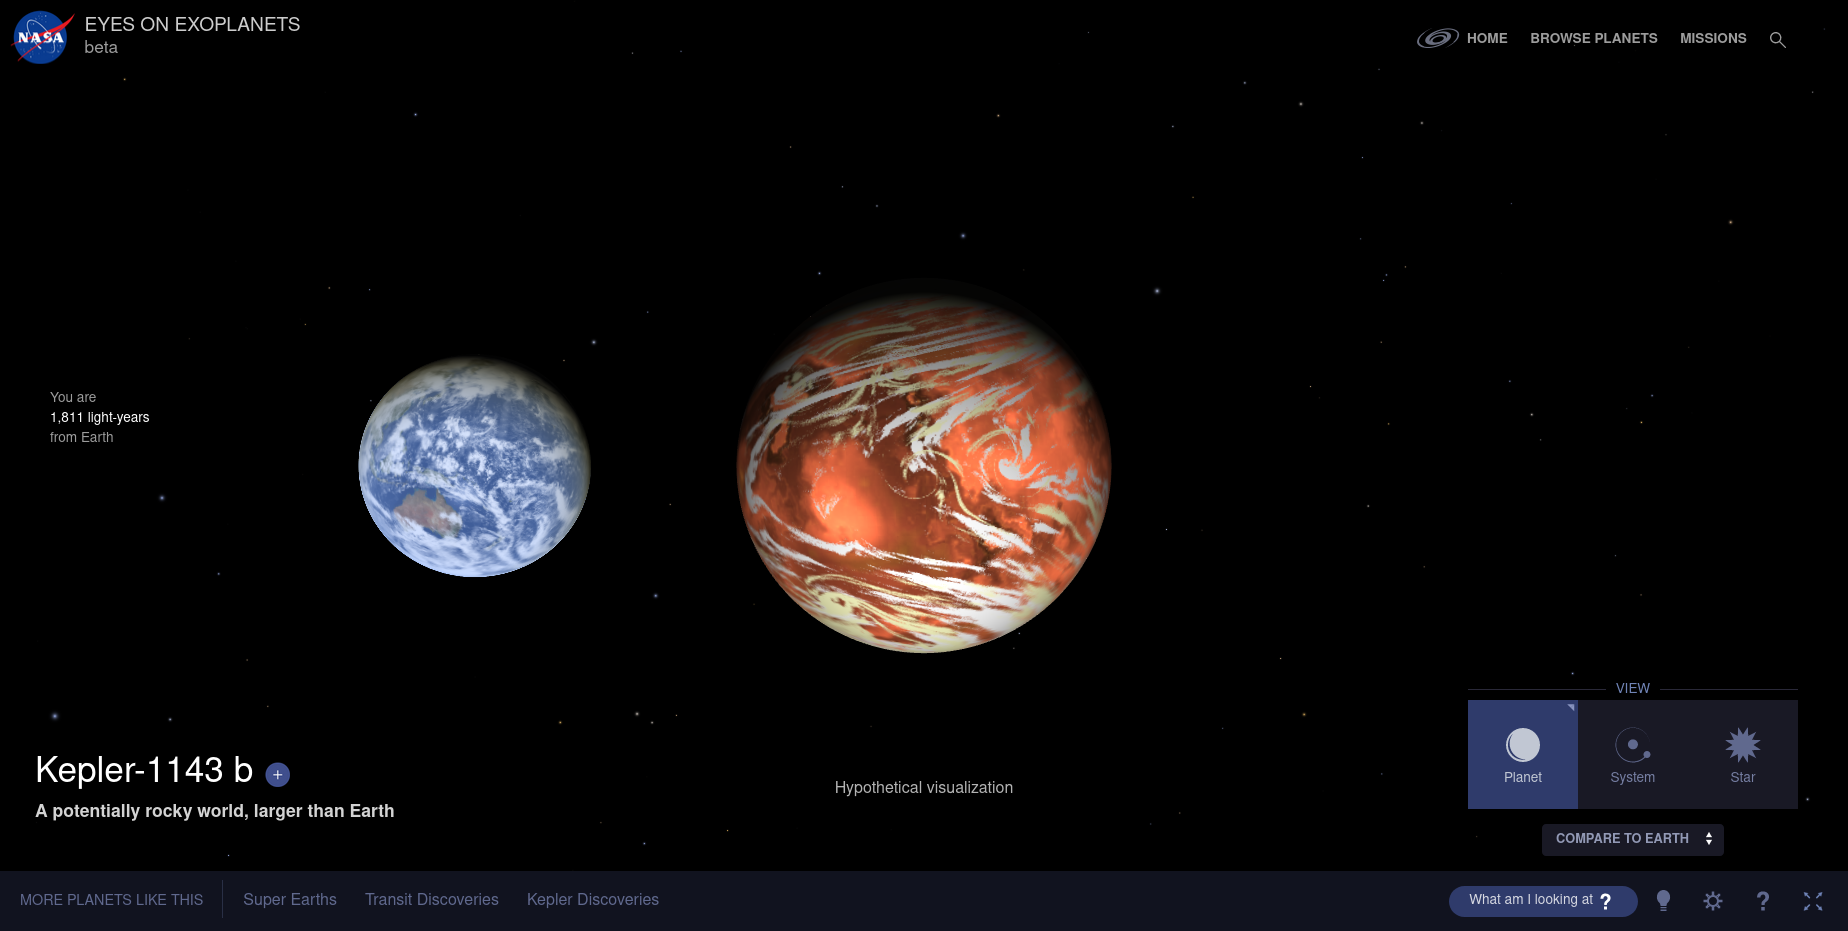 NASA
EYES ON EXOPLANETS
beta
HOME
BROWSE PLANETS
MISSIONS
You are
1,811 light-years
from Earth
Kepler-1143 b +
A potentially rocky world, larger than Earth
Hypothetical visualization
VIEW
Planet
System
Star
COMPARE TO EARTH
MORE PLANETS LIKE THIS
Super Earths
Transit Discoveries
Kepler Discoveries
What am I looking at ?
?